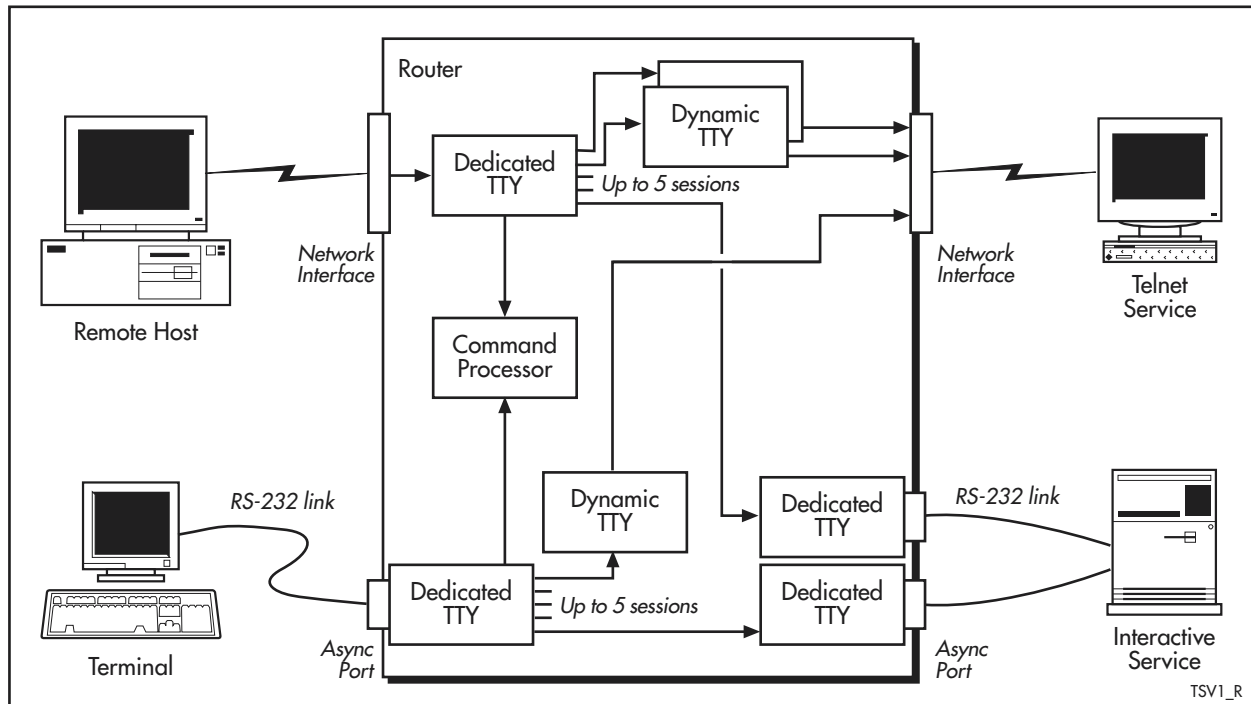 Router
Dynamic
TTY
Dedicated
TTY
Up to 5 sessions
Network
Interface
Network
Interface
Remote Host
Telnet
Service
Command
Processor
RS-232 link
Dynamic
TTY
Dedicated
TTY
RS-232 link
Dedicated
TTY
Up to 5 sessions
Dedicated
TTY
Terminal
Async
Port
Async
Port
Interactive
Service
TSV1_R